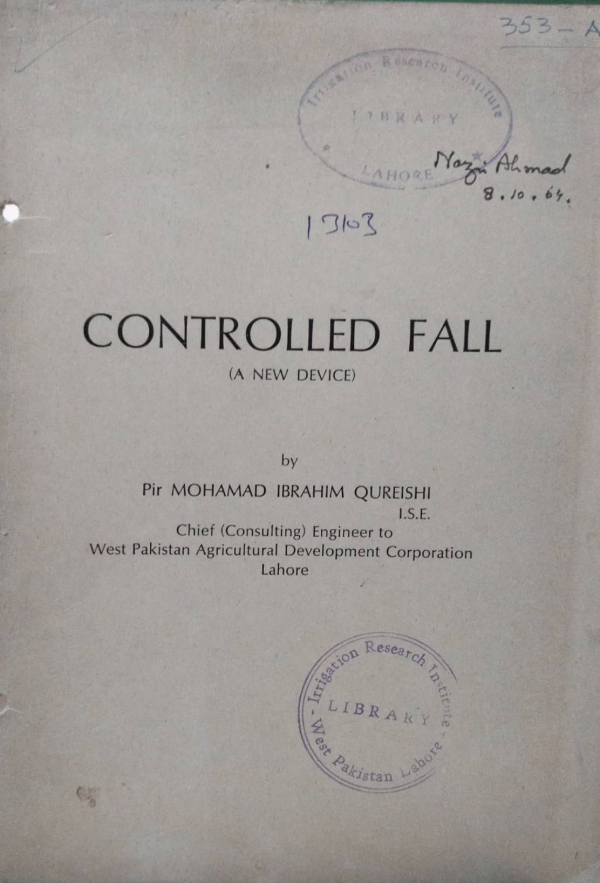 353 - A
Irrigation Research Institute
LIBRARY
LAHORE
Nazir Ahmad
8.10.64.
13103
CONTROLLED FALL
(A NEW DEVICE)
by
Pir MOHAMAD IBRAHIM QUREISHI
I.S.E.
Chief (Consulting) Engineer to
West Pakistan Agricultural Development Corporation
Lahore
Irrigation Research Institute
LIBRARY
West Pakistan Lahore